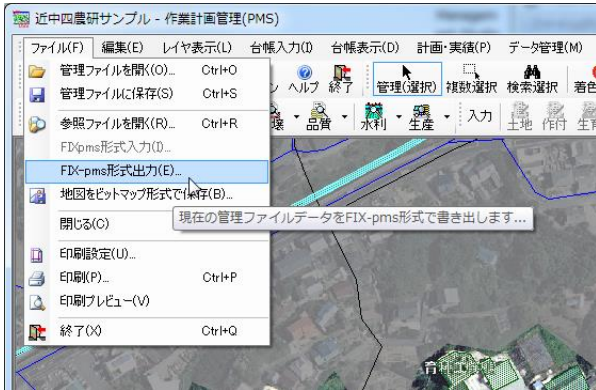 近中四農研サンプル - 作業計画管理(PMS)
ファイル(F) 編集(E) レイヤ表示(L) 台帳入力(I) 台帳表示(D) 計画・実績(P) データ管理(M)
管理ファイルを開く(O)... Ctrl+O
管理ファイルに保存(S) Ctrl+S
参照ファイルを開く(R)... Ctrl+R
FIXpms形式入力(I)...
FIX-pms形式出力(E)...
地図をビットマップ形式で保存(B)...
閉じる(C)
印刷設定(U)...
印刷(P)... Ctrl+P
印刷プレビュー(V)
終了(X) Ctrl+Q
ン ヘルプ 終了 管理(選択) 複数選択 検索選択 着色
壌 品質 水利 生産 入力 土地 作付 生育
現在の管理ファイルデータをFIX-pms形式で書き出します...